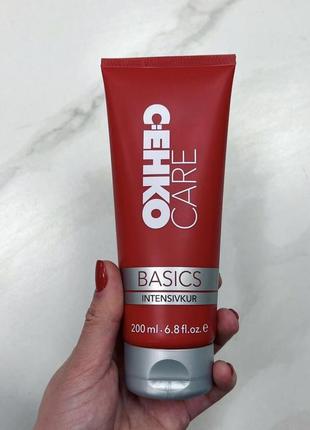 C:EHKO
CARE
BASICS
INTENSIVKUR
200 ml - 6.8 fl.oz. ℮